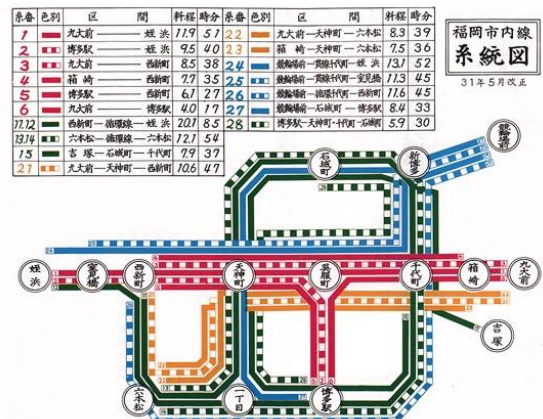 福岡市内線
系統図
31年5月改正
系番 色別 区間 粁程 時分
1 九大前 ── 姪浜 11.9 51
2 博多駅 ── 姪浜 9.5 40
3 九大前 ── 西新町 8.5 38
4 箱崎 ── 西新町 7.7 35
5 博多駅 ── 西新町 6.1 27
6 九大前 ── 博多駅 4.0 17
11.12 西新町─循環線─姪浜 20.1 85
13.14 六本松─循環線─六本松 12.1 54
15 吉塚─石城町─千代町 7.9 37
21 九大前─天神町─西新町 10.6 47
系番 色別 区間 粁程 時分
22 九大前─天神町─六本松 8.3 39
23 箱崎─天神町─六本松 7.5 36
24 競輪場前─貫線千代町─姪浜 13.1 52
25 競輪場前─貫線千代町─室見橋 11.3 45
26 競輪場前─循環線─西新町 11.6 45
27 競輪場前─石城町─博多駅 8.4 33
28 博多駅─天神町・千代町─石城町 5.9 30
競輪場前
石城町
新博多
姪浜
室見橋
西新町
天神町
呉服町
千代町
箱崎
九大前
吉塚
六本松
一丁目
博多駅